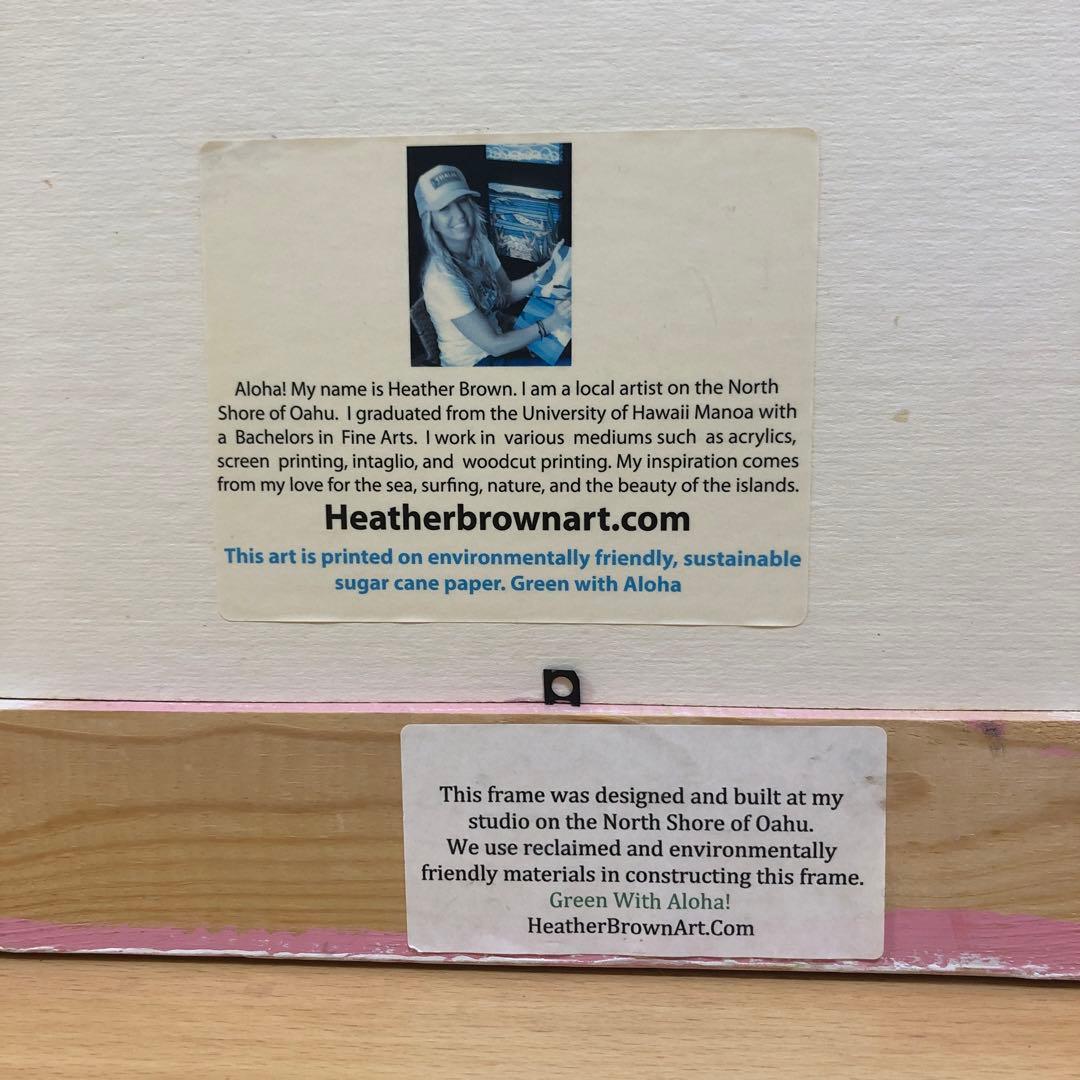 Aloha! My name is Heather Brown. I am a local artist on the North
Shore of Oahu. I graduated from the University of Hawaii Manoa with
a Bachelors in Fine Arts. I work in various mediums such as acrylics,
screen printing, intaglio, and woodcut printing. My inspiration comes
from my love for the sea, surfing, nature, and the beauty of the islands.
Heatherbrownart.com
This art is printed on environmentally friendly, sustainable
sugar cane paper. Green with Aloha
This frame was designed and built at my
studio on the North Shore of Oahu.
We use reclaimed and environmentally
friendly materials in constructing this frame.
Green With Aloha!
HeatherBrownArt.Com